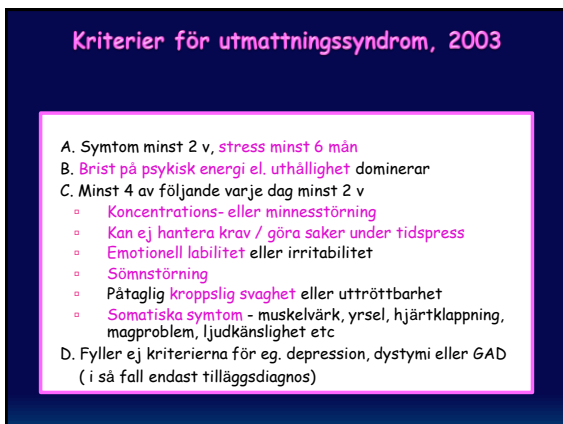 Kriterier för utmattningssyndrom, 2003
A. Symtom minst 2 v, stress minst 6 mån
B. Brist på psykisk energi el. uthållighet dominerar
C. Minst 4 av följande varje dag minst 2 v
▫ Koncentrations- eller minnesstörning
▫ Kan ej hantera krav / göra saker under tidspress
▫ Emotionell labilitet eller irritabilitet
▫ Sömnstörning
▫ Påtaglig kroppslig svaghet eller uttröttbarhet
▫ Somatiska symtom - muskelvärk, yrsel, hjärtklappning,
magproblem, ljudkänslighet etc
D. Fyller ej kriterierna för eg. depression, dystymi eller GAD
( i så fall endast tilläggsdiagnos)